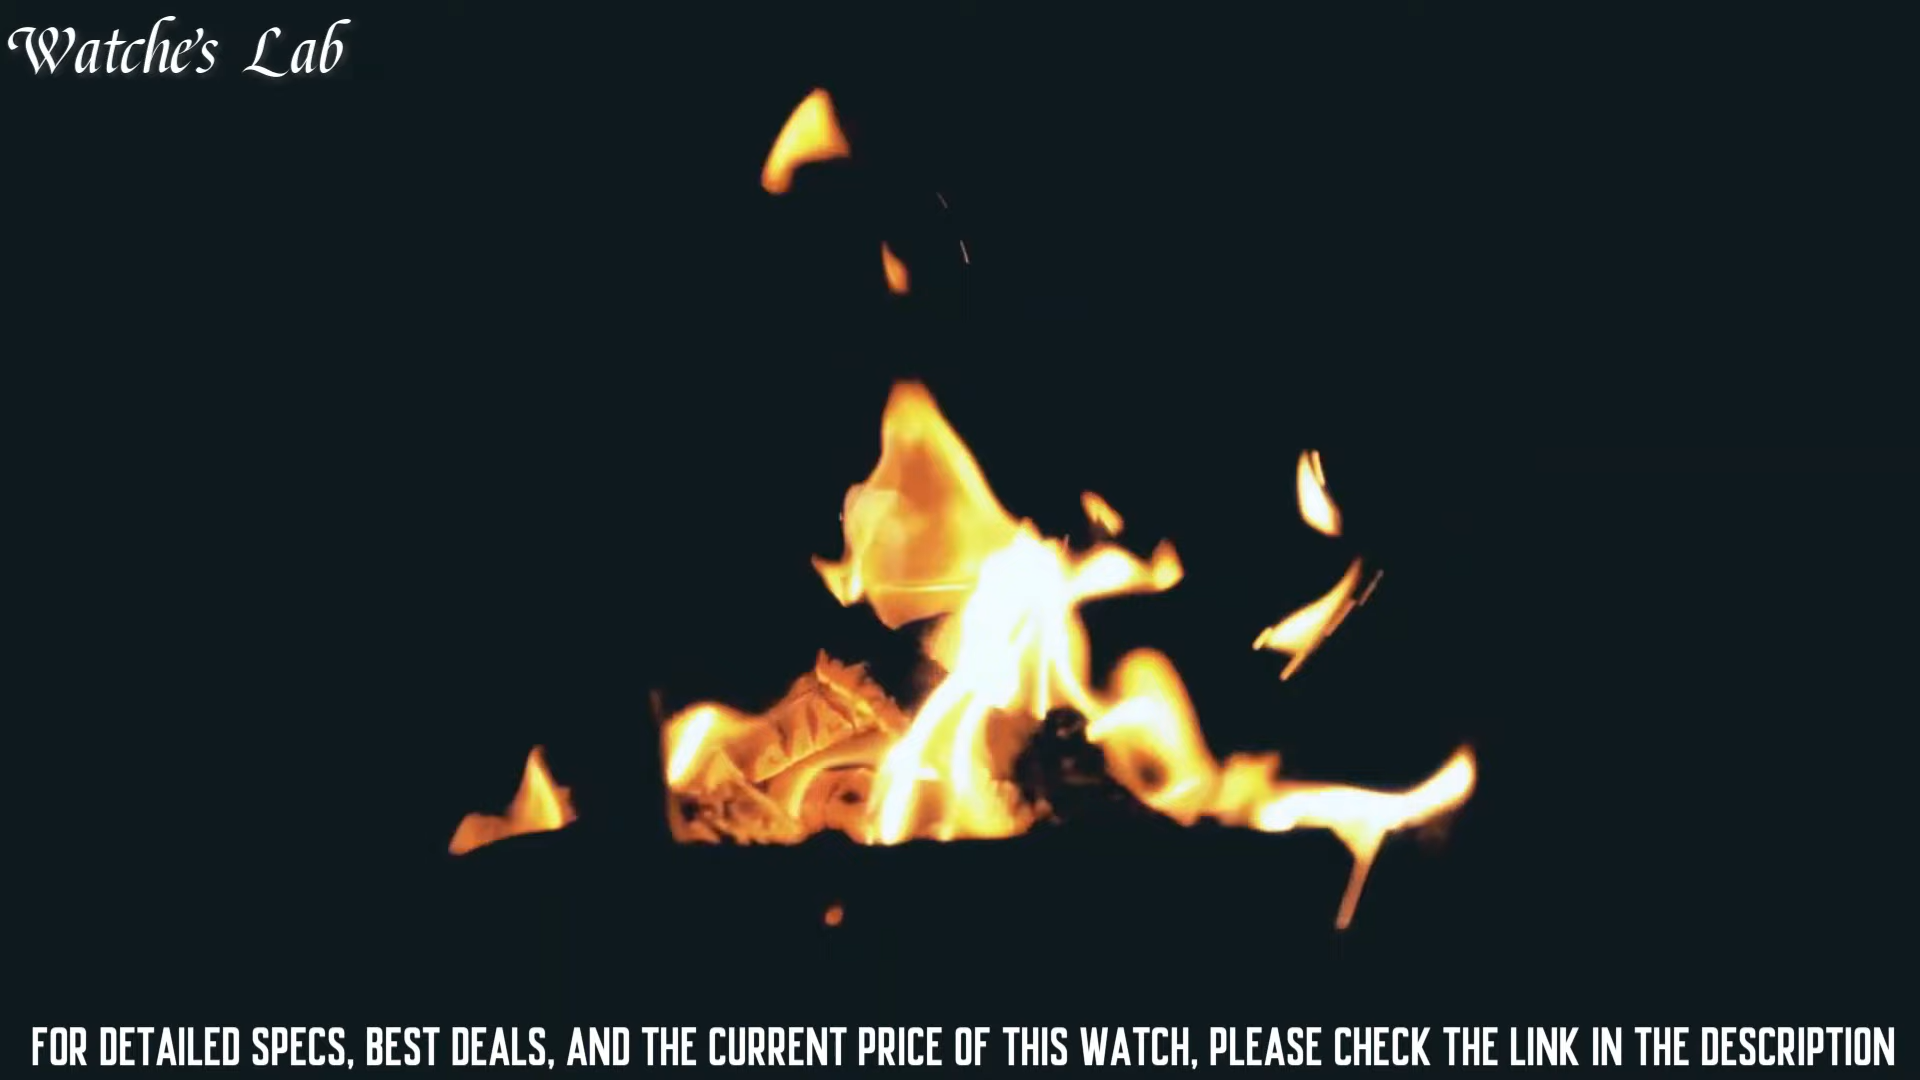 Watche's Lab
FOR DETAILED SPECS, BEST DEALS, AND THE CURRENT PRICE OF THIS WATCH, PLEASE CHECK THE LINK IN THE DESCRIPTION